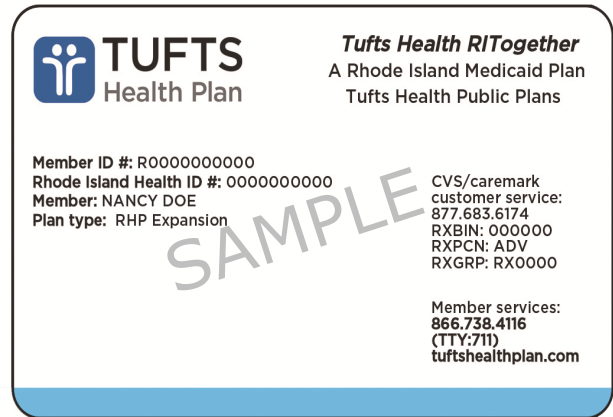 TUFTS
Health Plan
Tufts Health RITogether
A Rhode Island Medicaid Plan
Tufts Health Public Plans
Member ID #: R0000000000
Rhode Island Health ID #: 0000000000
Member: NANCY DOE
Plan type: RHP Expansion
SAMPLE
CVS/caremark
customer service:
877.683.6174
RXBIN: 000000
RXPCN: ADV
RXGRP: RX0000
Member services:
866.738.4116
(TTY:711)
tuftshealthplan.com